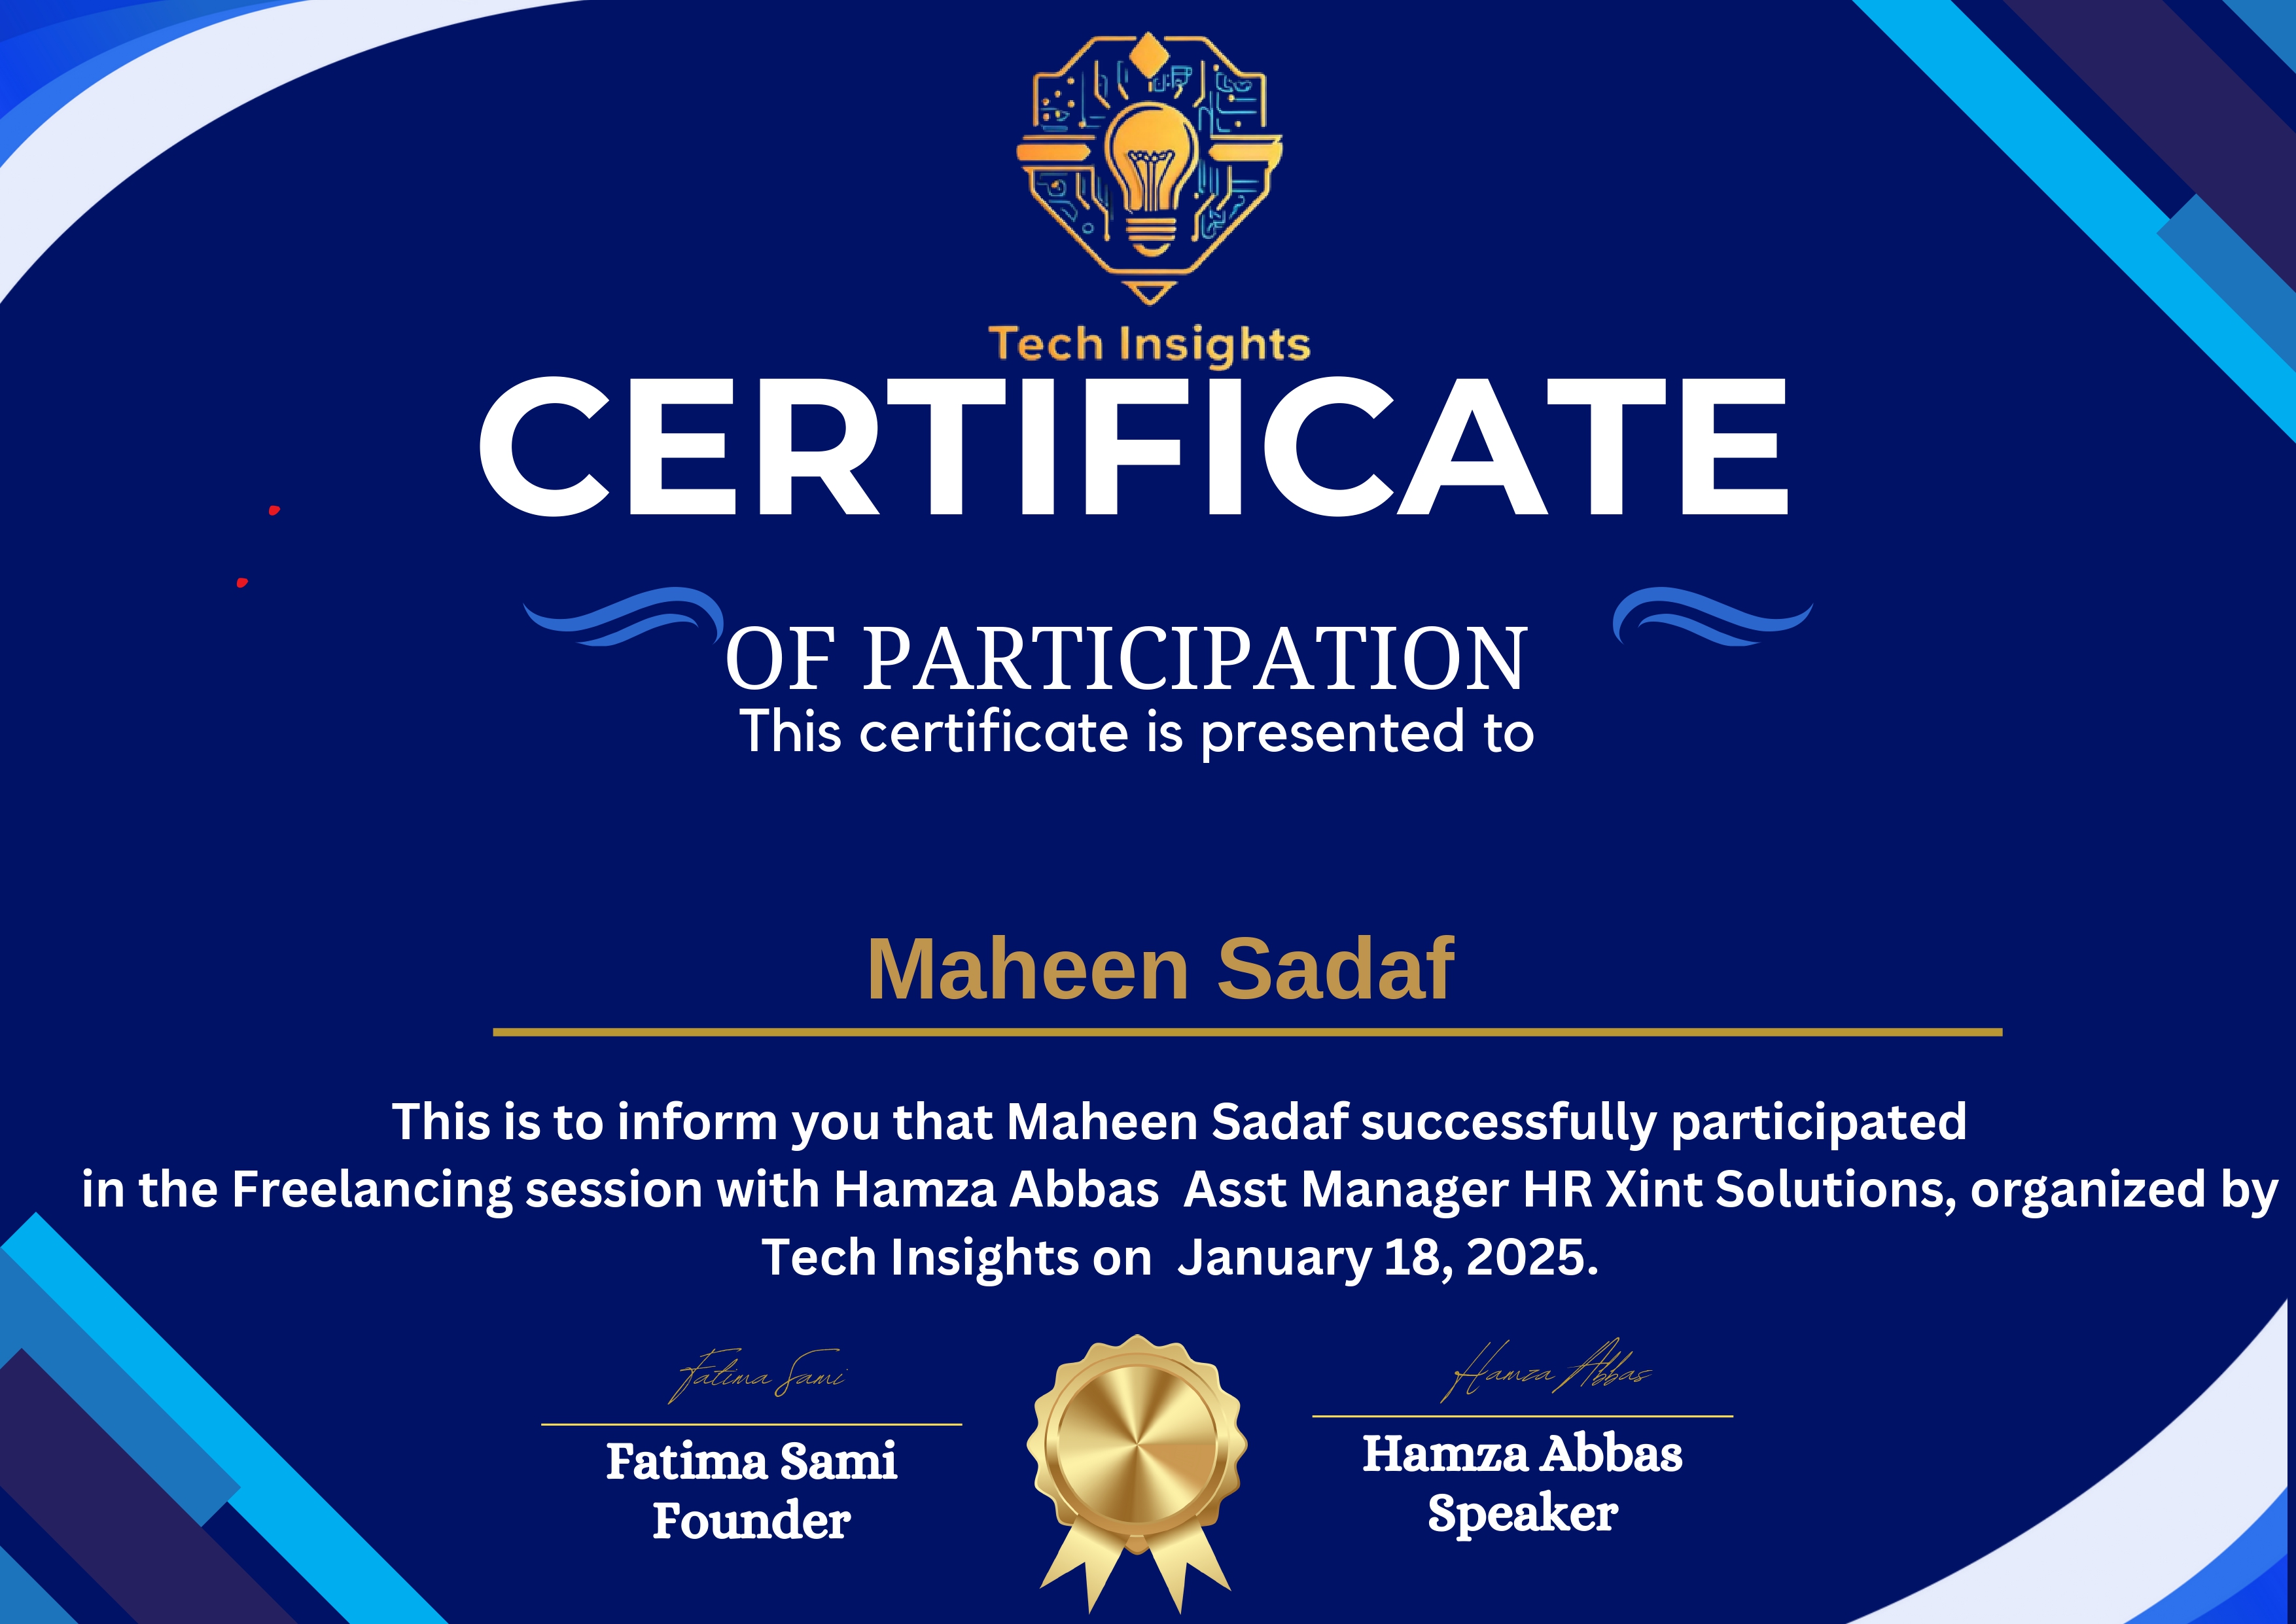 Tech Insights
CERTIFICATE
OF PARTICIPATION
This certificate is presented to
Maheen Sadaf
This is to inform you that Maheen Sadaf successfully participated
in the Freelancing session with Hamza Abbas  Asst Manager HR Xint Solutions, organized by
Tech Insights on  January 18, 2025.
Fatima Sami
Fatima Sami
Founder
Hamza Abbas
Hamza Abbas
Speaker